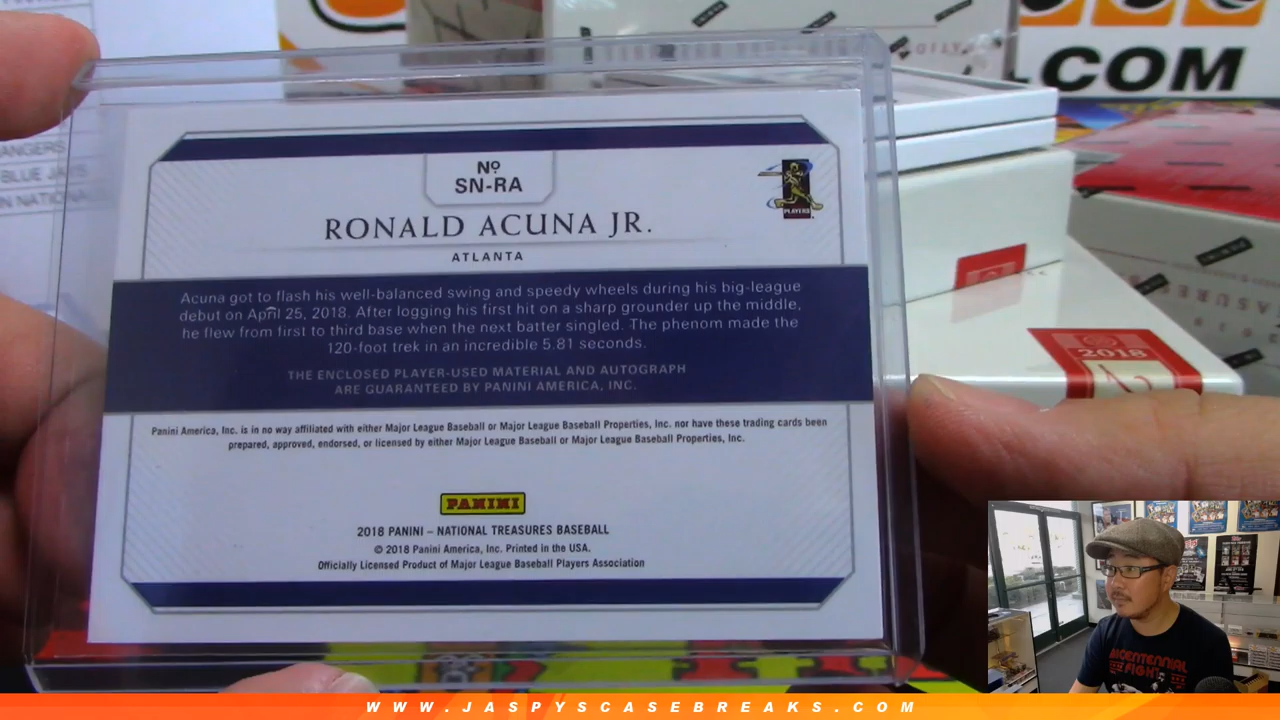 .COM
ANGERS
BLUE JAYS
N NATIONA
2018
Nº
SN-RA
PLAYERS
RONALD ACUNA JR.
ATLANTA
Acuna got to flash his well-balanced swing and speedy wheels during his big-league
debut on April 25, 2018. After logging his first hit on a sharp grounder up the middle,
he flew from first to third base when the next batter singled. The phenom made the
120-foot trek in an incredible 5.81 seconds.
THE ENCLOSED PLAYER-USED MATERIAL AND AUTOGRAPH
ARE GUARANTEED BY PANINI AMERICA, INC.
Panini America, Inc. is in no way affiliated with either Major League Baseball or Major League Baseball Properties, Inc. nor have these trading cards been
prepared, approved, endorsed, or licensed by either Major League Baseball or Major League Baseball Properties, Inc.
PANINI
2018 PANINI – NATIONAL TREASURES BASEBALL
© 2018 Panini America, Inc. Printed in the USA.
Officially Licensed Product of Major League Baseball Players Association
BICENTENNIAL
FIGHT
WWW.JASPYSCASEBREAKS.COM